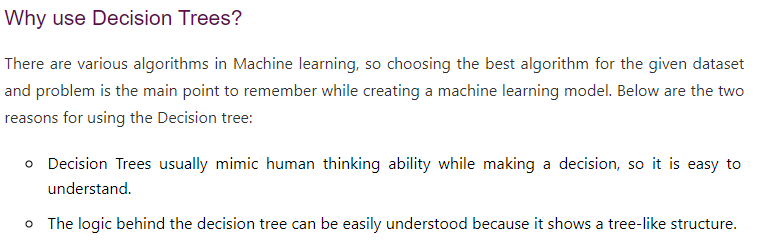 Why use Decision Trees?
There are various algorithms in Machine learning, so choosing the best algorithm for the given dataset
and problem is the main point to remember while creating a machine learning model. Below are the two
reasons for using the Decision tree:
Decision Trees usually mimic human thinking ability while making a decision, so it is easy to
understand.
The logic behind the decision tree can be easily understood because it shows a tree-like structure.